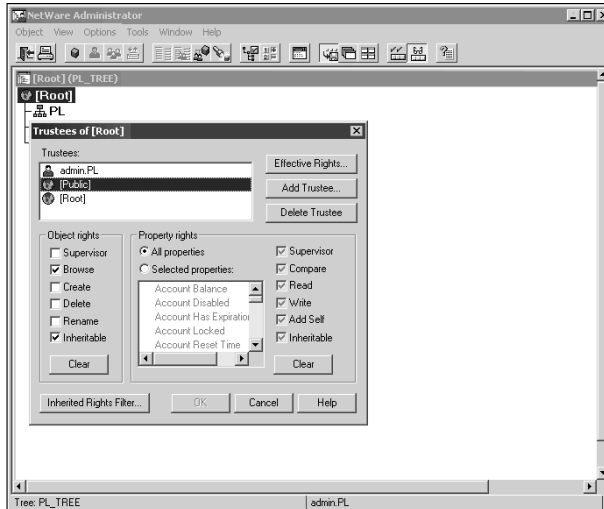 NetWare Administrator
Object View Options Tools Window Help
[Root] (PL_TREE)
[Root]
PL
Trustees of [Root]
Trustees:
admin.PL
[Public]
[Root]
Effective Rights...
Add Trustee...
Delete Trustee
Object rights
Supervisor
Browse
Create
Delete
Rename
Inheritable
Clear
Property rights
All properties
Selected properties:
Account Balance
Account Disabled
Account Has Expiration
Account Locked
Account Reset Time
Supervisor
Compare
Read
Write
Add Self
Inheritable
Clear
Inherited Rights Filter...
OK
Cancel
Help
Tree: PL_TREE
admin.PL